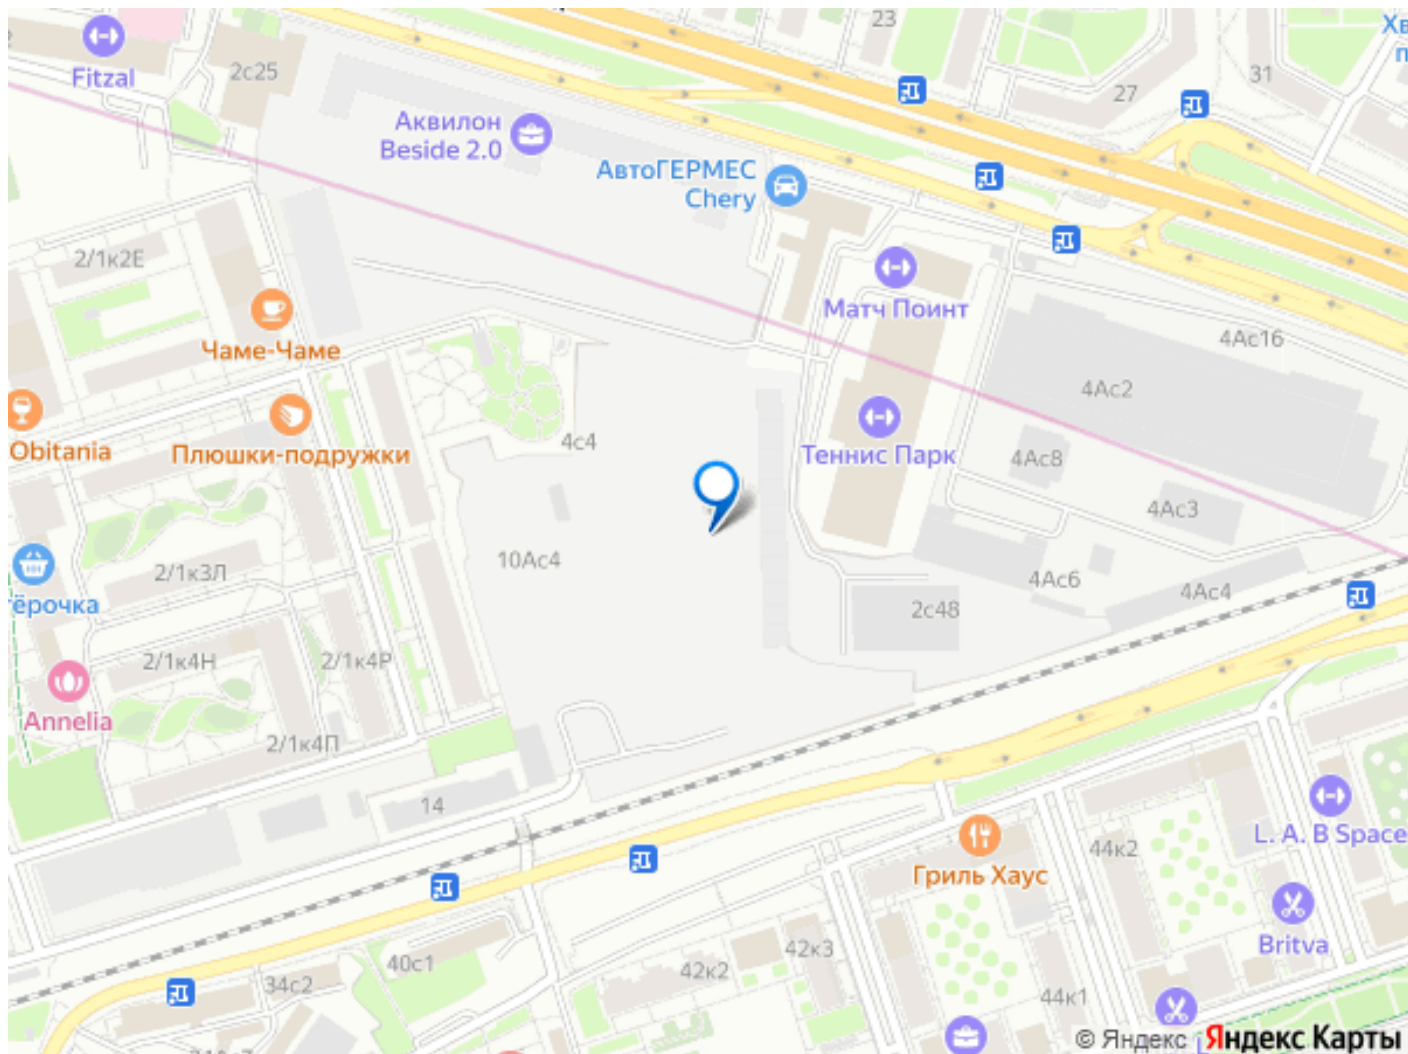 23
Fitzal
2с25
31
27
Аквилон
Beside 2.0
АвтоГЕРМЕС
Chery
2/1к2Е
Матч Поинт
Чаме-Чаме
4Ас16
4Ас2
Obitania
Плюшки-подружки
4с4
Теннис Парк
4Ас8
4Ас3
10Ас4
2/1к3Л
4Ас6
4Ас4
ёрочка
2с48
2/1к4Н
2/1к4Р
Annelia
2/1к4П
14
L. A. B Space
44к2
Гриль Хаус
Britva
42к3
40с1
42к2
34с2
44к1
© Яндекс Яндекс Карты